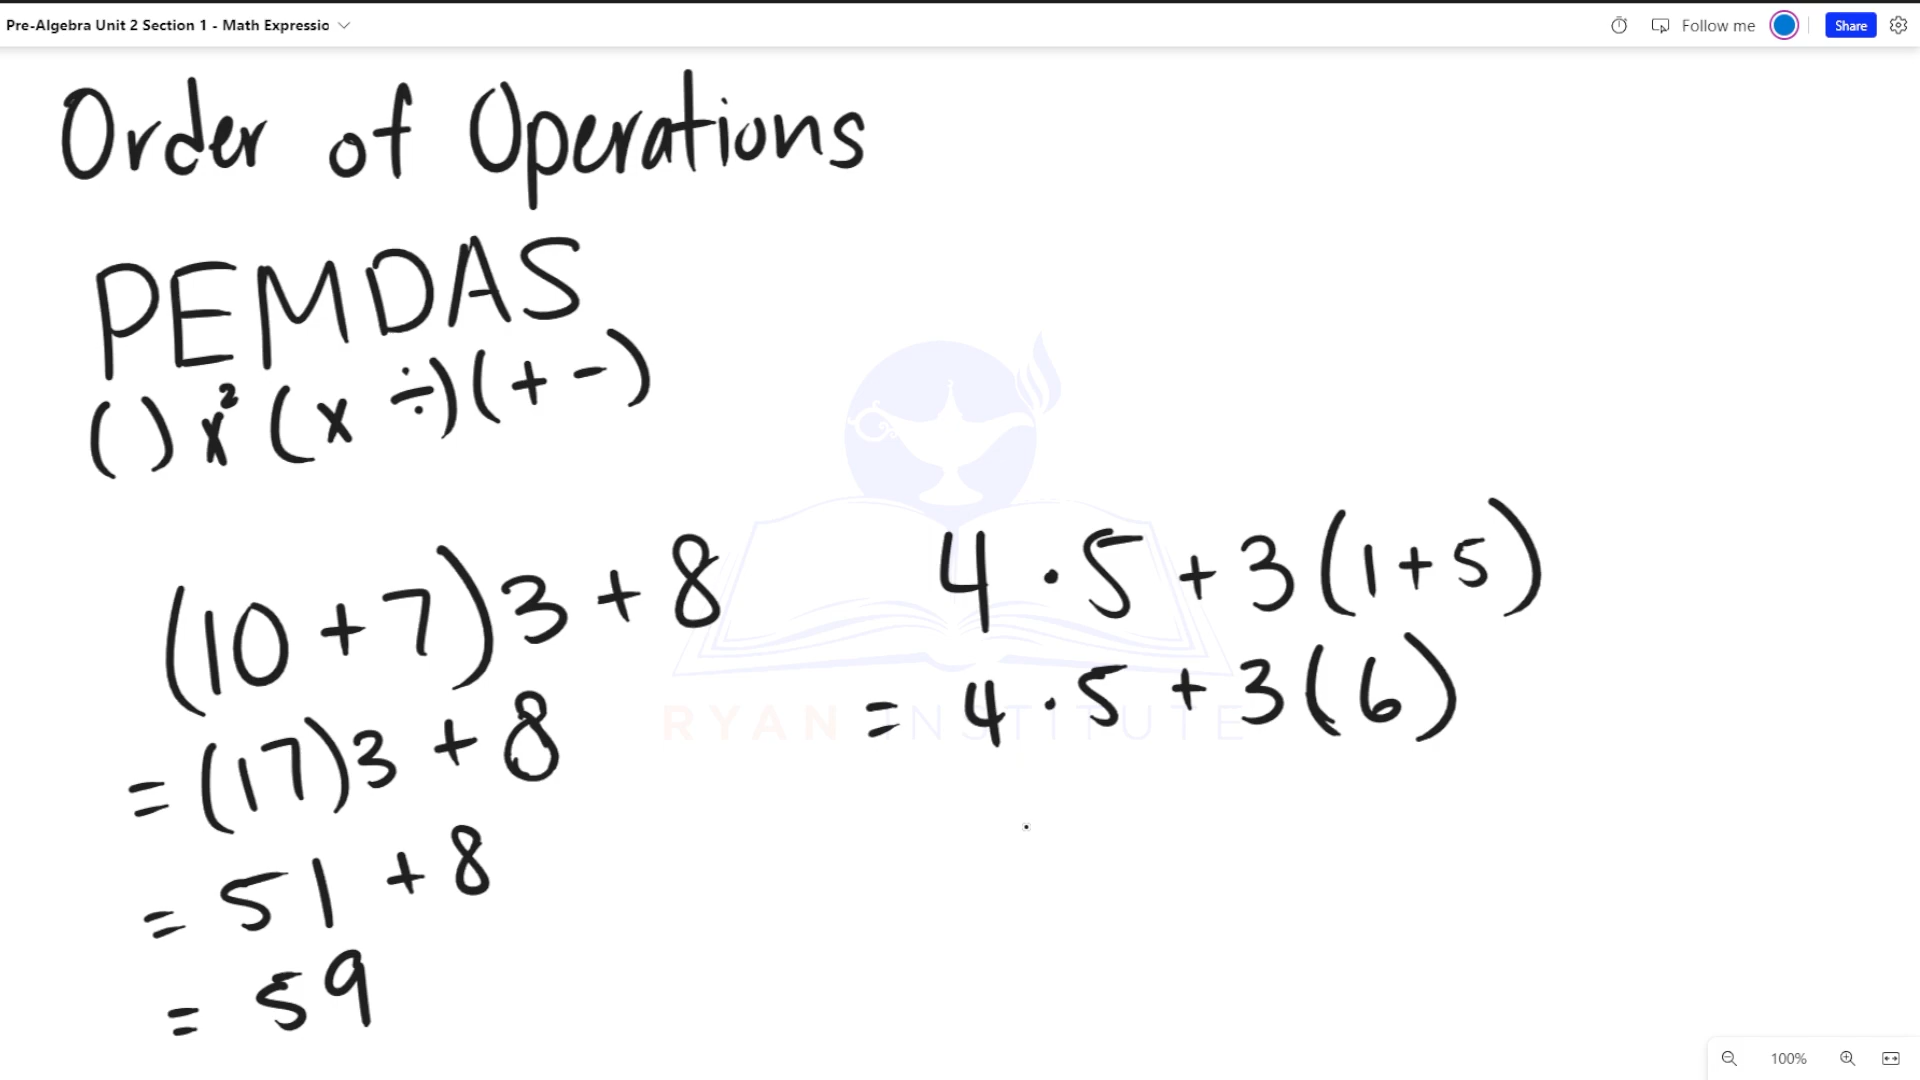 Pre-Algebra Unit 2 Section 1 - Math Expressio
Follow me
Share
Order of Operations
PEMDAS
( ) x² (x ÷)(+ −)
(10 + 7)3 + 8
= (17)3 + 8
= 51 + 8
= 59
4 · 5 + 3(1 + 5)
= 4 · 5 + 3(6)
RYAN INSTITUTE
100%